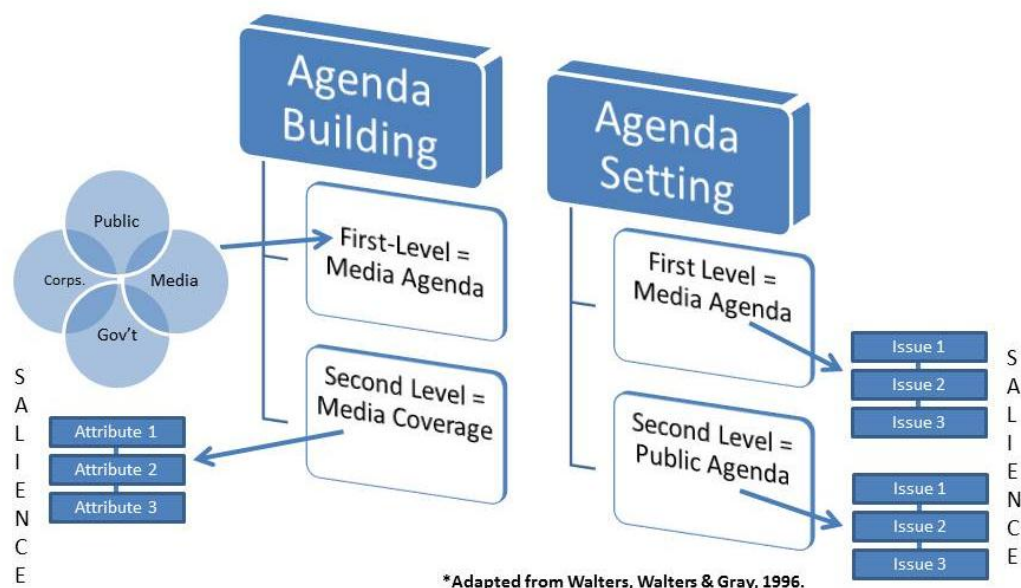 Agenda
Building
Agenda
Setting
Public
Corps.
Media
Gov't
First-Level =
Media Agenda
Second Level =
Media Coverage
First Level =
Media Agenda
Second Level =
Public Agenda
S
A
L
I
E
N
C
E
Attribute 1
Attribute 2
Attribute 3
Issue 1
Issue 2
Issue 3
Issue 1
Issue 2
Issue 3
S
A
L
I
E
N
C
E
*Adapted from Walters, Walters & Gray, 1996.